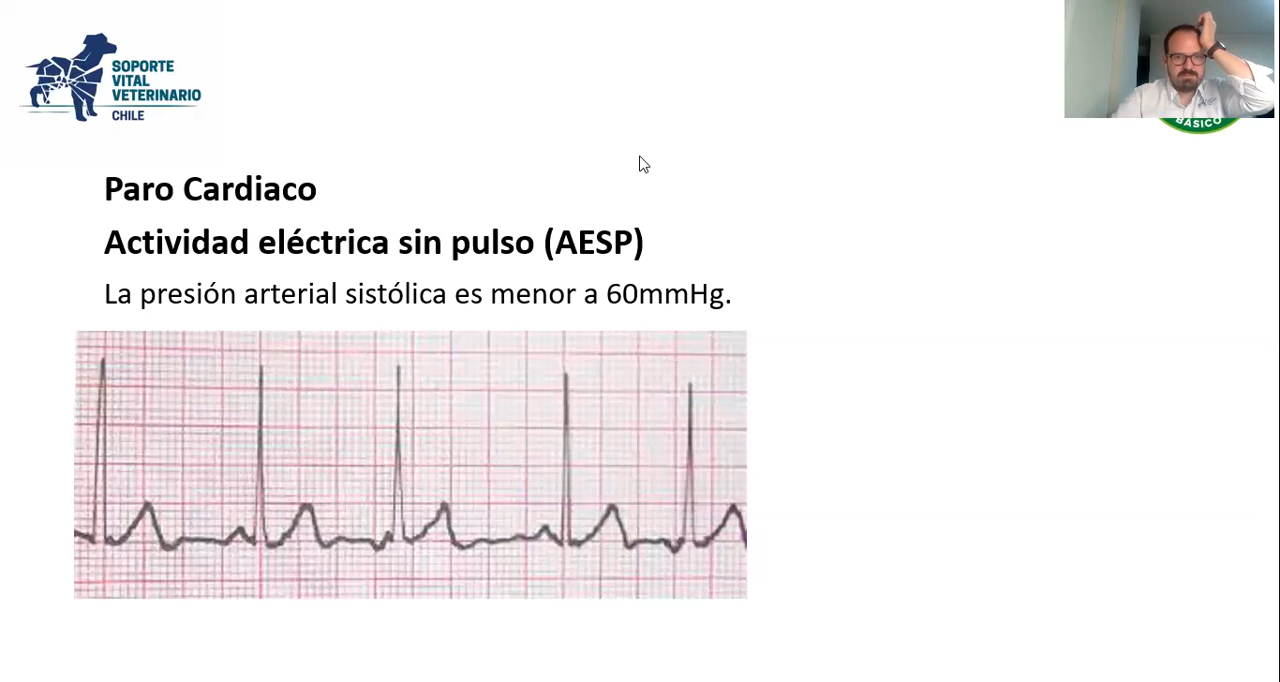 SOPORTE
VITAL
VETERINARIO
CHILE
BÁSICO
Paro Cardiaco
Actividad eléctrica sin pulso (AESP)
La presión arterial sistólica es menor a 60mmHg.